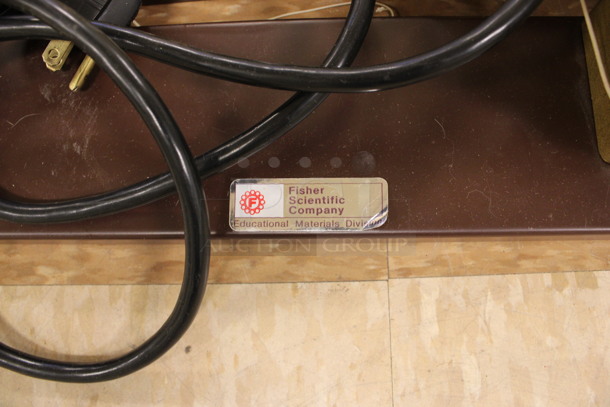 F
Fisher
Scientific
Company
Educational Materials Division
AUCTION GROUP